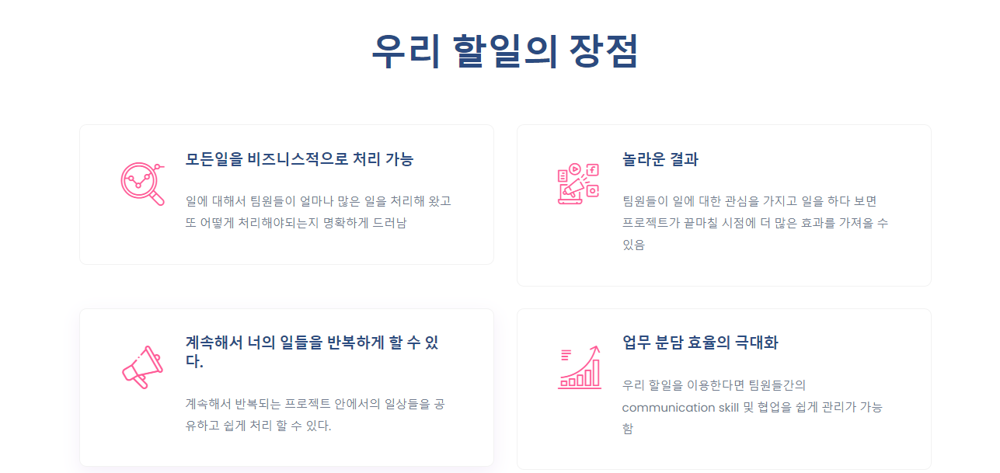 우리 할일의 장점
모든일을 비즈니스적으로 처리 가능
일에 대해서 팀원들이 얼마나 많은 일을 처리해 왔고
또 어떻게 처리해야되는지 명확하게 드러남
놀라운 결과
팀원들이 일에 대한 관심을 가지고 일을 하다 보면
프로젝트가 끝마칠 시점에 더 많은 효과를 가져올 수
있음
계속해서 너의 일들을 반복하게 할 수 있
다.
계속해서 반복되는 프로젝트 안에서의 일상들을 공
유하고 쉽게 처리 할 수 있다.
업무 분담 효율의 극대화
우리 할일을 이용한다면 팀원들간의
communication skill 및 협업을 쉽게 관리가 가능
함